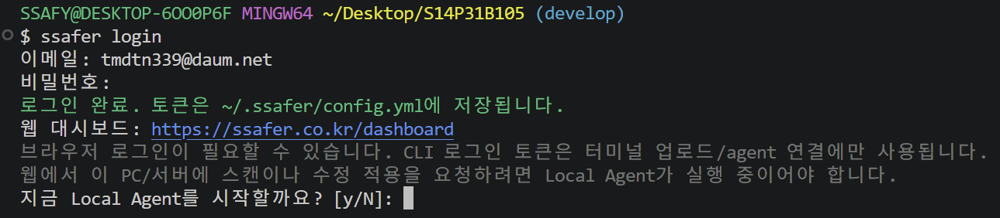 SSAFY@DESKTOP-6OO0P6F MINGW64 ~/Desktop/S14P31B105 (develop)
$ ssafer login
이메일: tmdtn339@daum.net
비밀번호:
로그인 완료. 토큰은 ~/.ssafer/config.yml에 저장됩니다.
웹 대시보드: https://ssafer.co.kr/dashboard
브라우저 로그인이 필요할 수 있습니다. CLI 로그인 토큰은 터미널 업로드/agent 연결에만 사용됩니다.
웹에서 이 PC/서버에 스캔이나 수정 적용을 요청하려면 Local Agent가 실행 중이어야 합니다.
지금 Local Agent를 시작할까요? [y/N]: